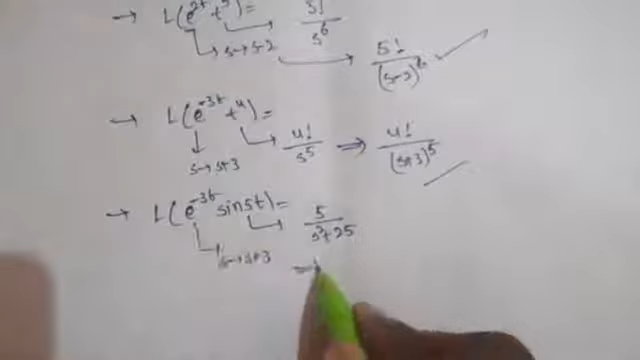 → L(e^2t t^5) = 5!/s^6
s→s-2 → 5!/(s-2)^6
→ L(e^-3t t^4) =
4!/s^5 ⇒ 4!/(s+3)^5
s→s+3
→ L(e^-3t sin5t) = 5/s²+25
s→s+3 ⇒